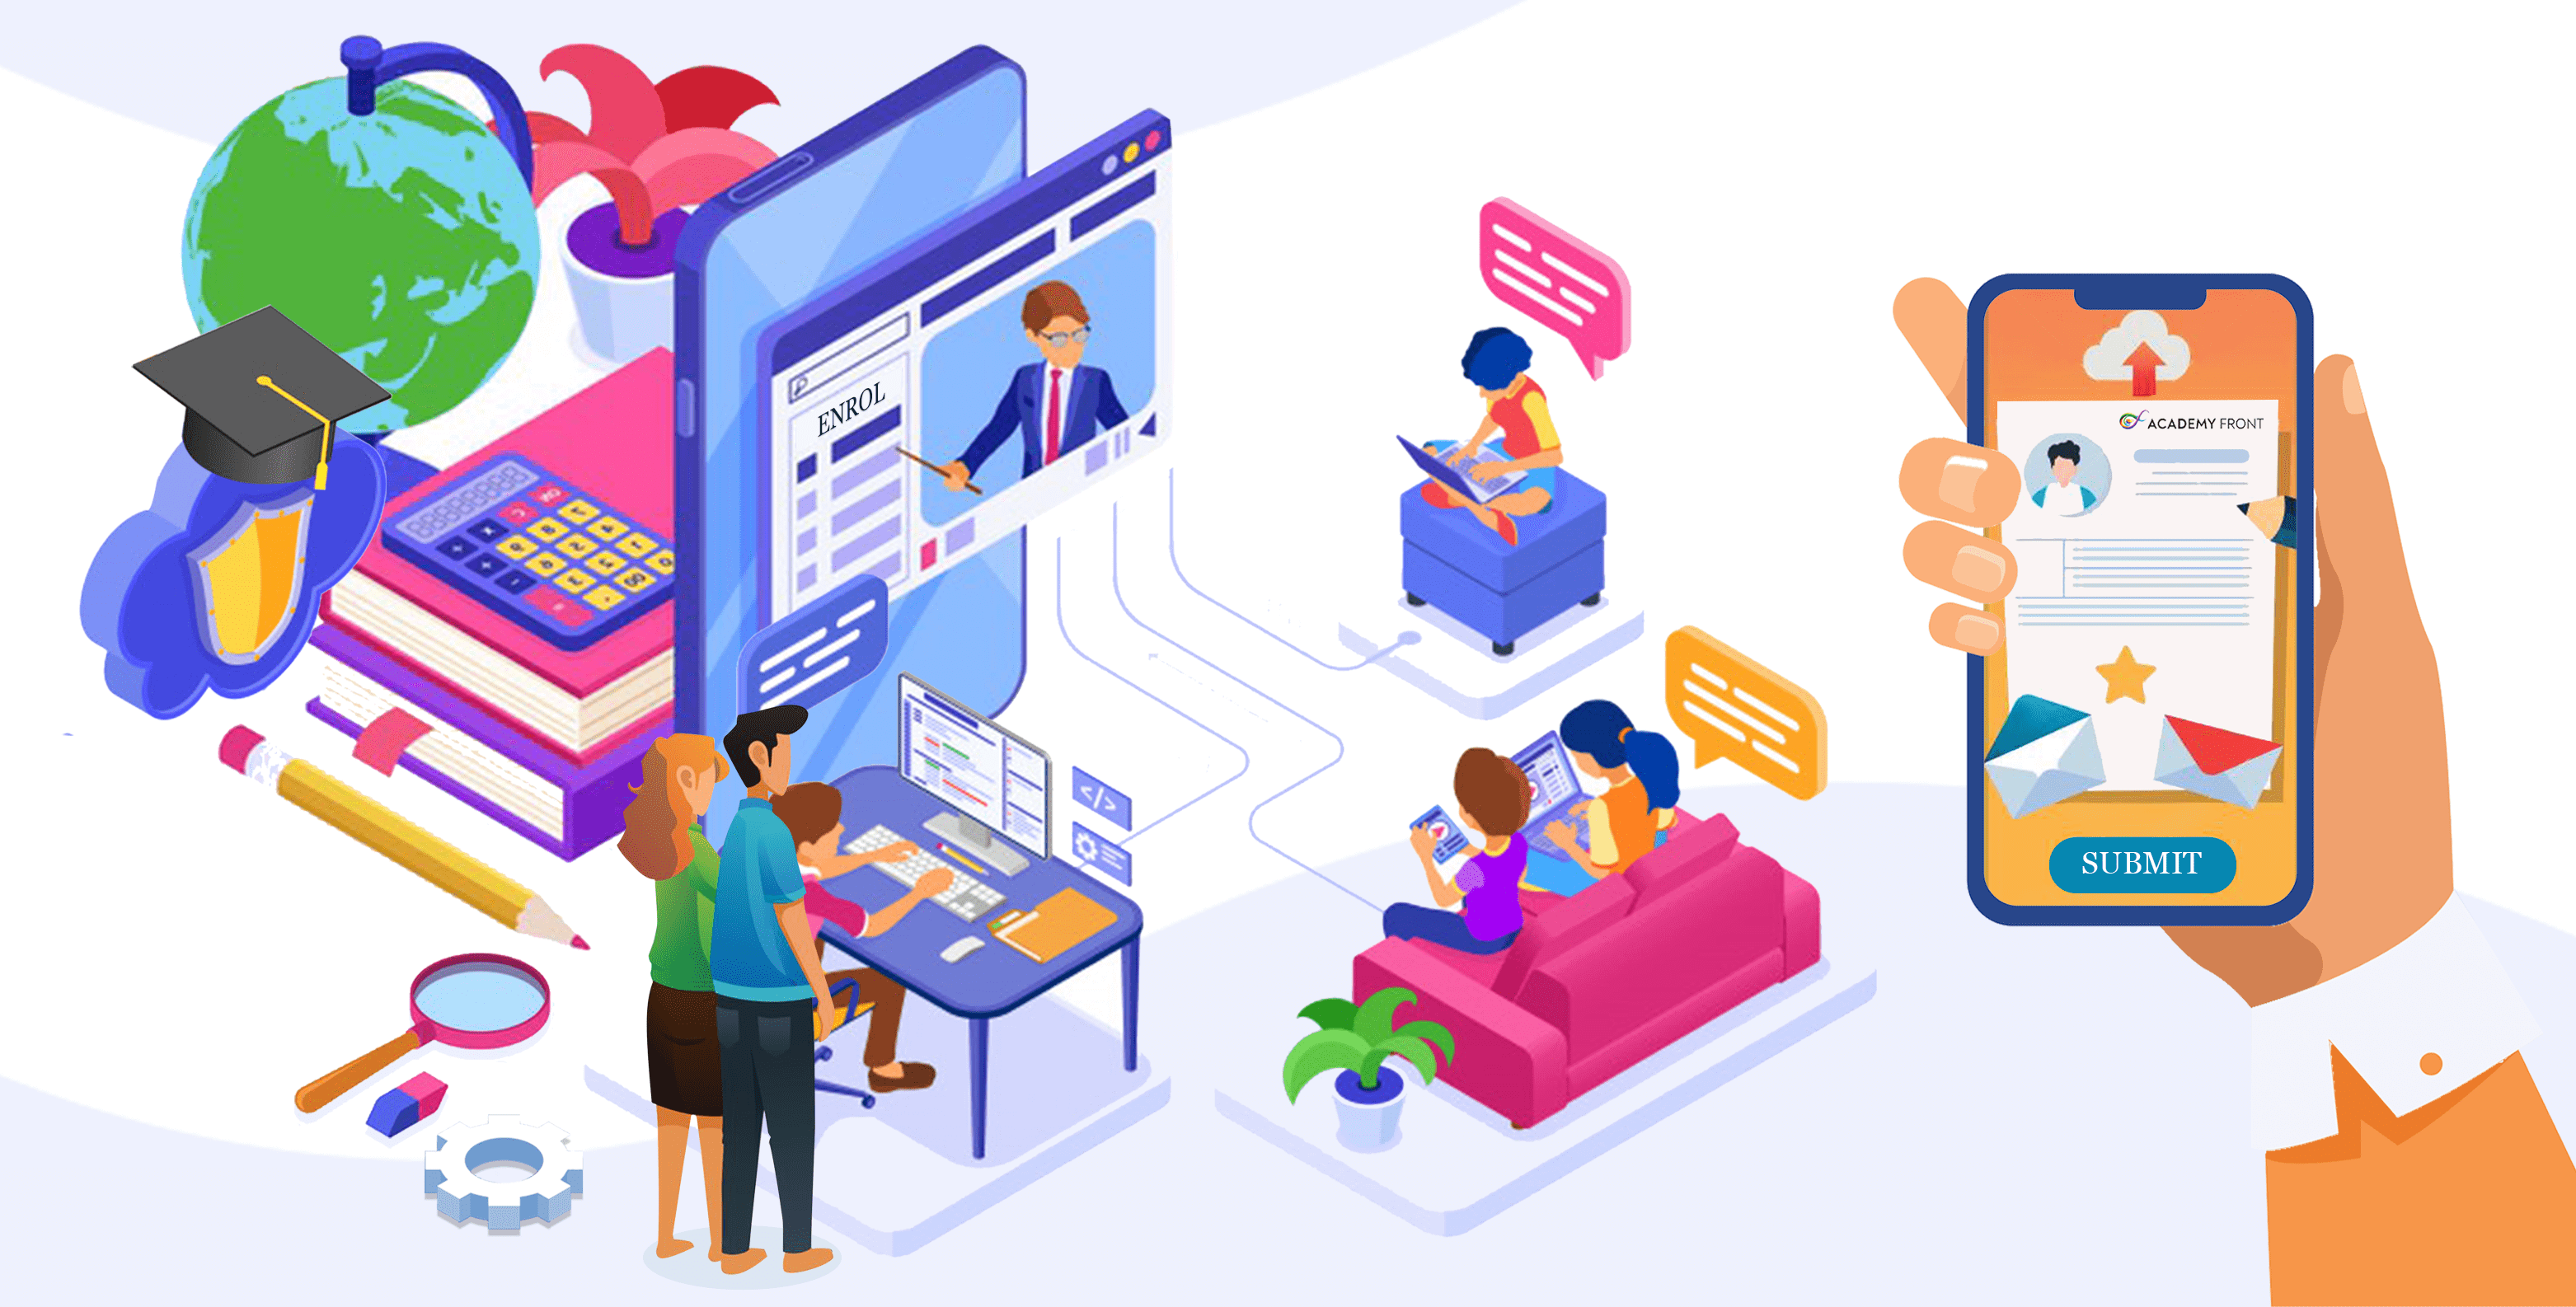 ENROL
</>
ACADEMY FRONT
SUBMIT